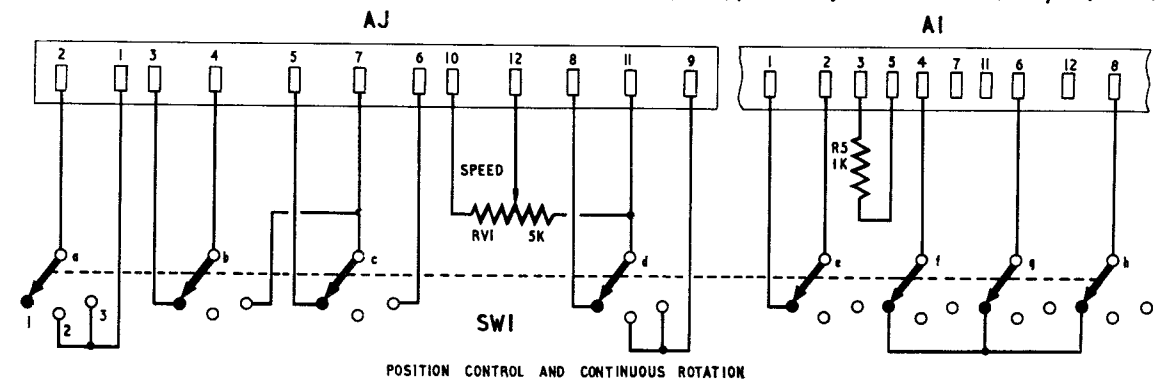 AJ
AI
2 1 3 4 5 7 6 10 12 8 11 9
1 2 3 5 4 7 11 6 12 8
R5
1K
SPEED
RV1 5K
a b c d e f g h
1 2 3
SW1
POSITION CONTROL AND CONTINUOUS ROTATION